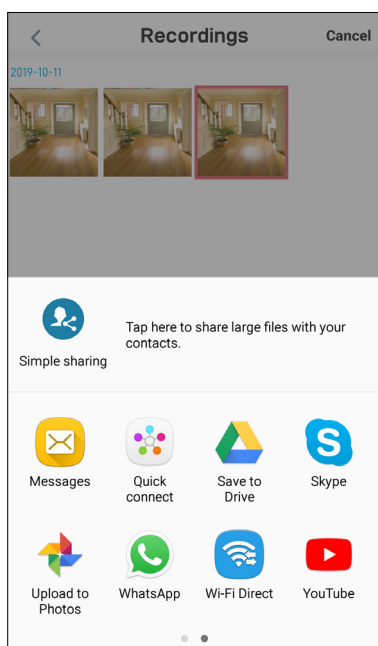 Recordings Cancel
2019-10-11
Tap here to share large files with your
contacts.
Simple sharing
Messages Quick connect Save to Drive Skype
Upload to Photos WhatsApp Wi-Fi Direct YouTube